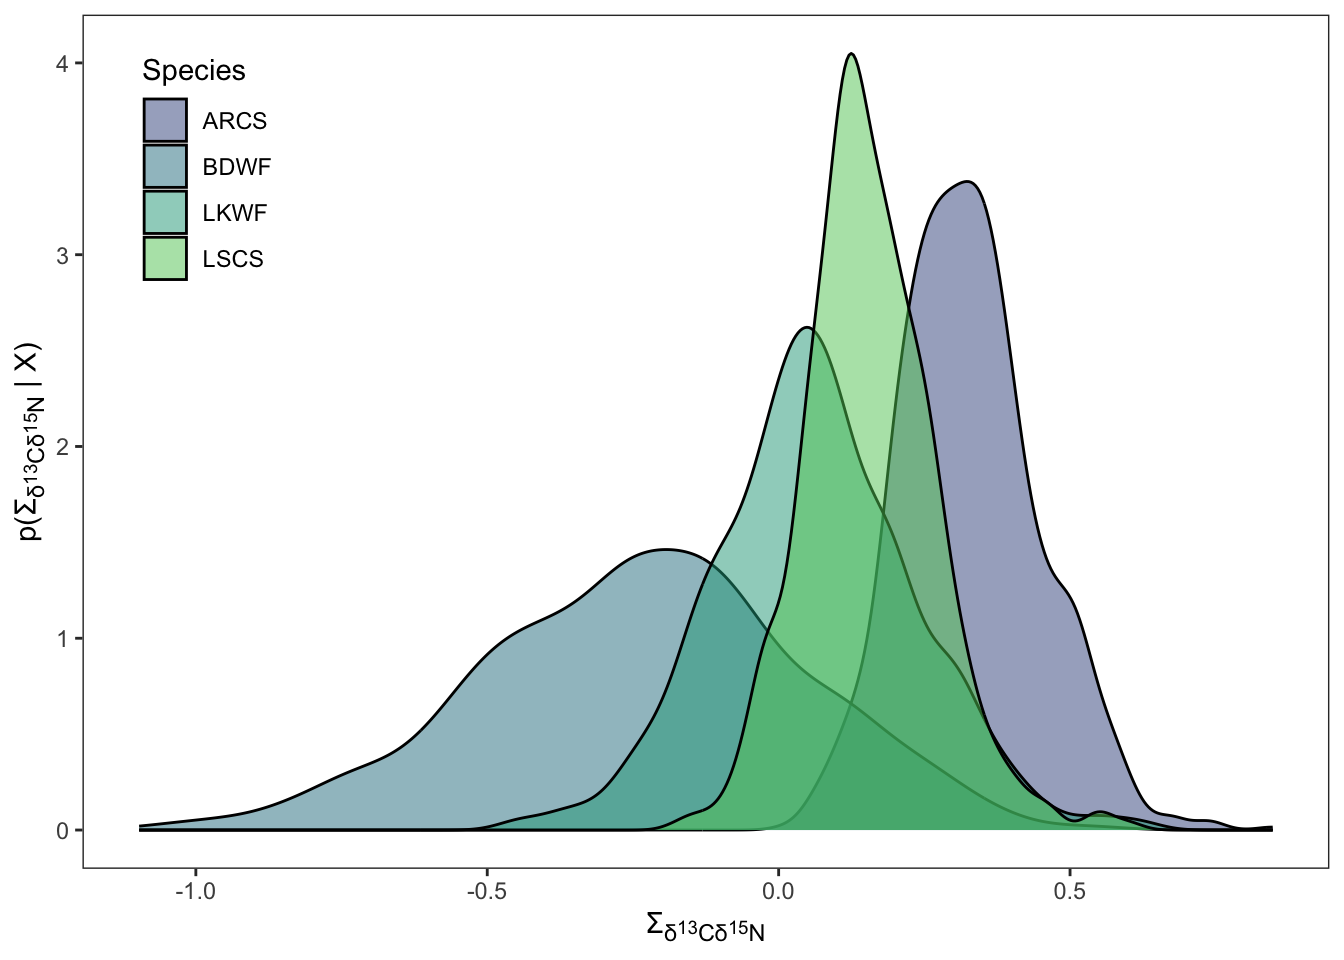 Species
ARCS
BDWF
LKWF
LSCS
p(Σδ¹³Cδ¹⁵N | X)
4
3
2
1
0
-1.0 -0.5 0.0 0.5
Σδ¹³Cδ¹⁵N